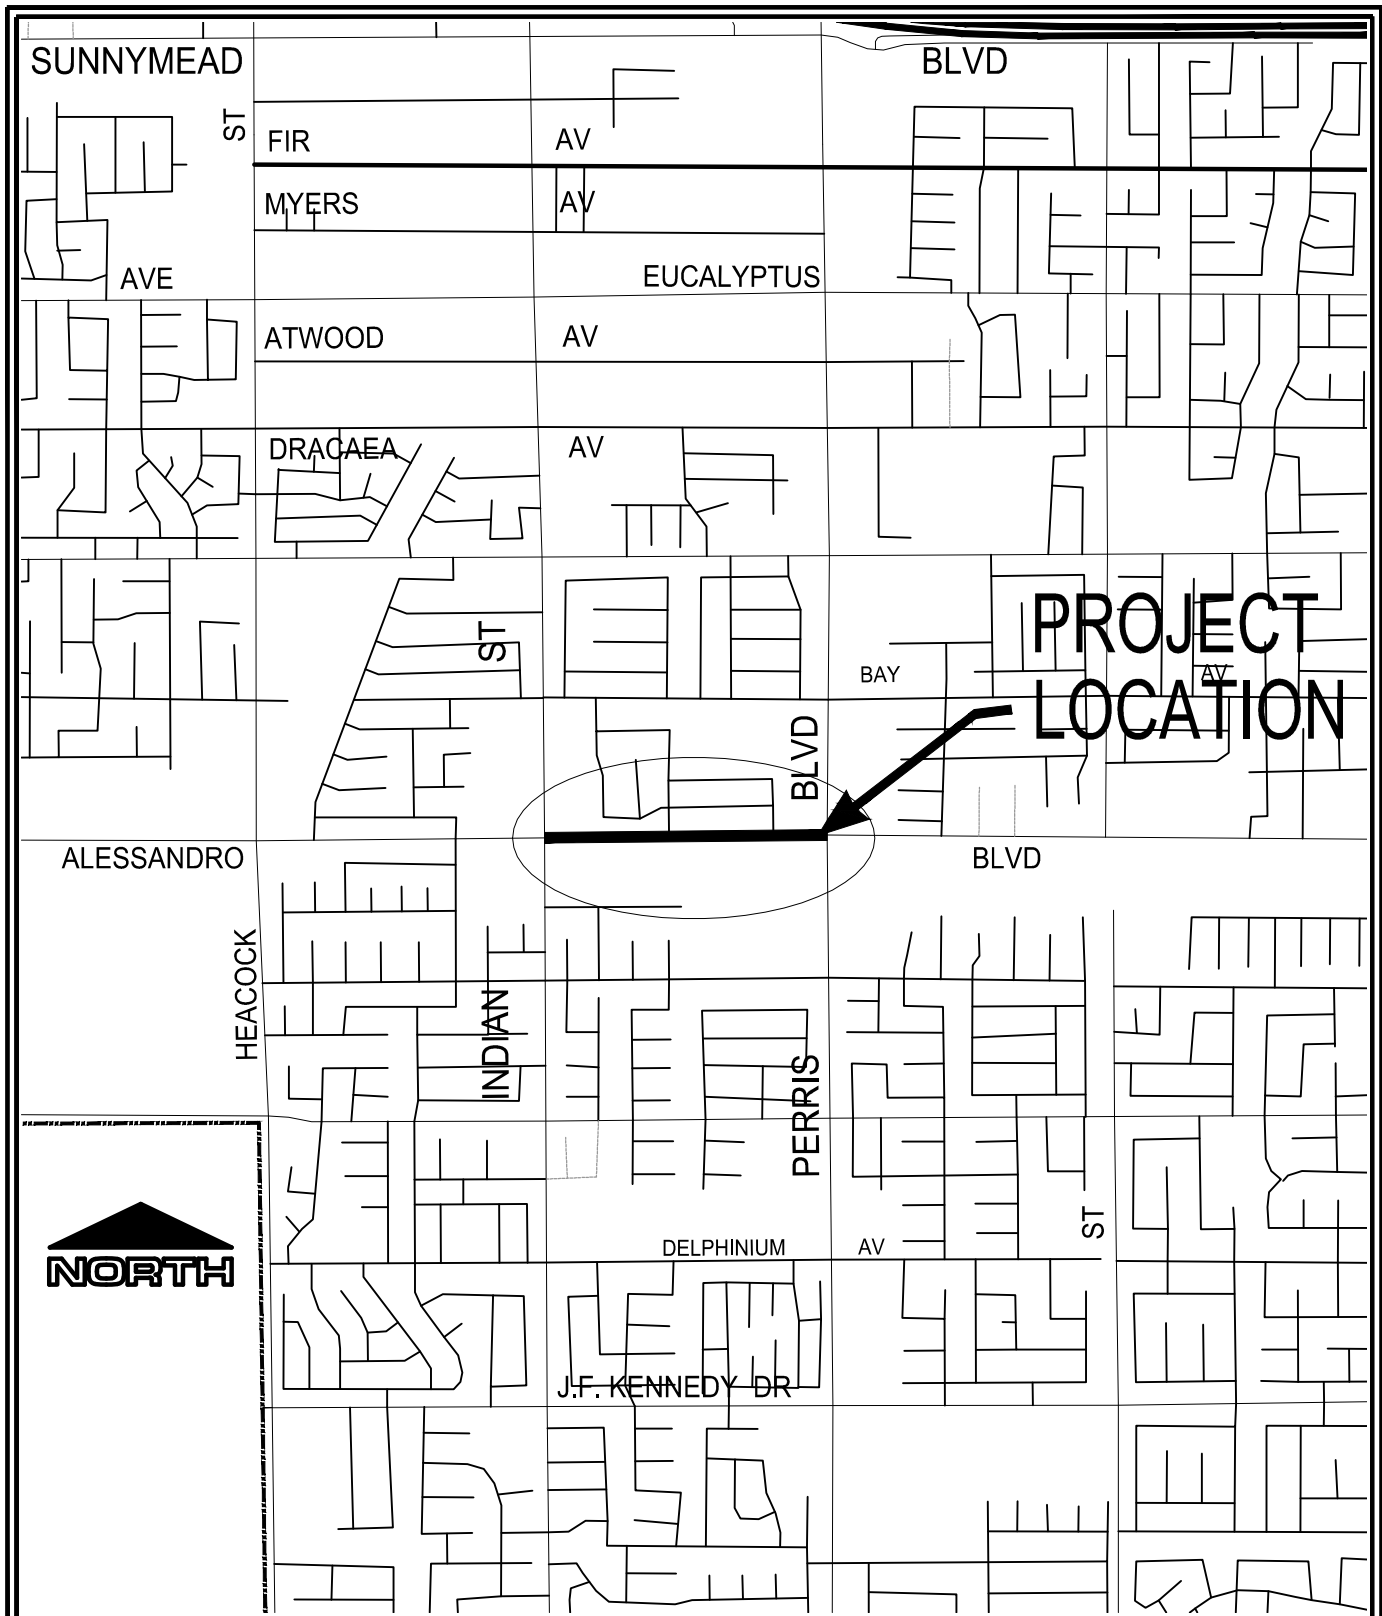 SUNNYMEAD BLVD
ST
FIR AV
MYERS AV
AVE EUCALYPTUS
ATWOOD AV
DRACAEA AV
PROJECT
LOCATION
ST
BAY AV
BLVD
ALESSANDRO BLVD
HEACOCK
INDIAN
PERRIS
ST
NORTH
DELPHINIUM AV
J.F. KENNEDY DR